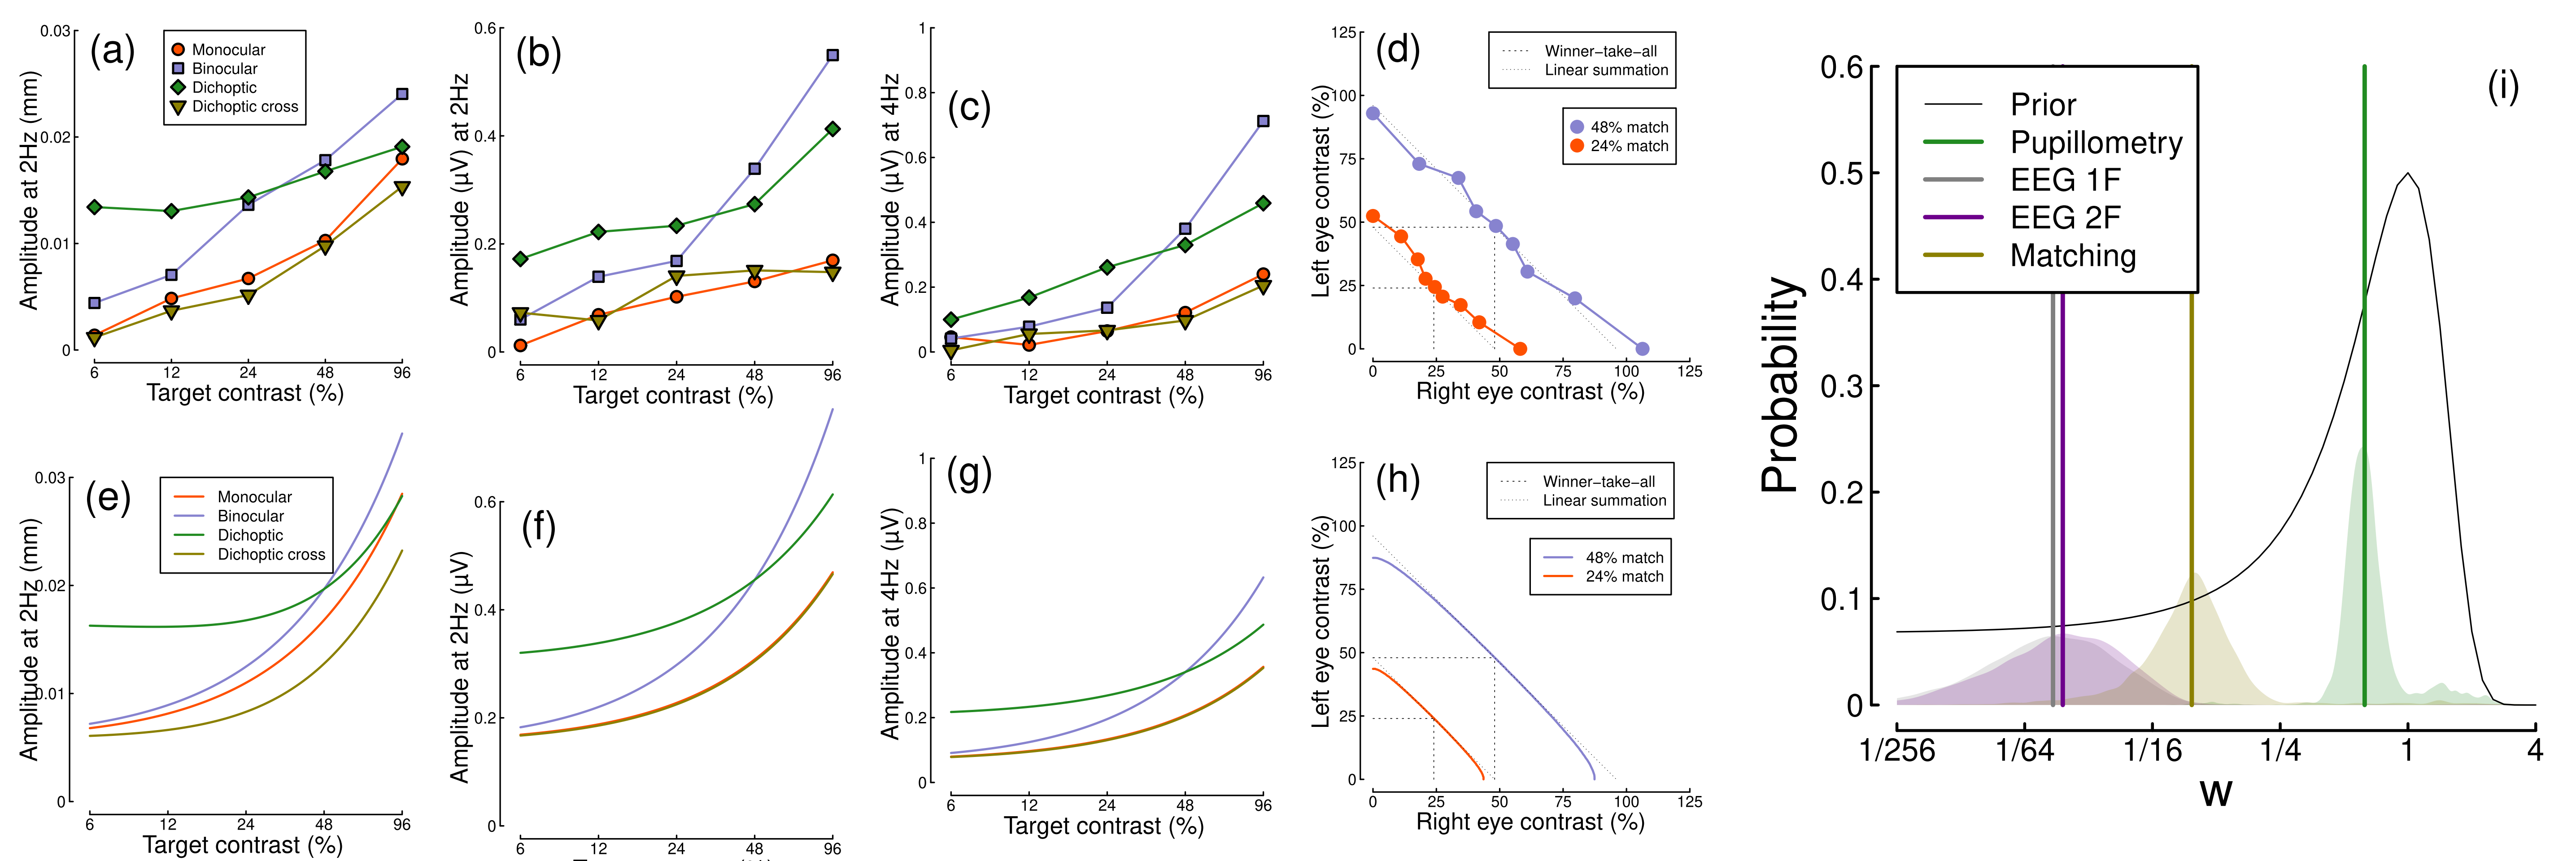 (a)
Monocular
Binocular
Dichoptic
Dichoptic cross
Amplitude at 2Hz (mm)
0.03
0.02
0.01
0
6 12 24 48 96
Target contrast (%)
(b)
Amplitude (µV) at 2Hz
0.6
0.4
0.2
0
6 12 24 48 96
Target contrast (%)
(c)
Amplitude (µV) at 4Hz
1
0.8
0.6
0.4
0.2
0
6 12 24 48 96
Target contrast (%)
(d)
Winner−take−all
Linear summation
48% match
24% match
Left eye contrast (%)
125
100
75
50
25
0
0 25 50 75 100 125
Right eye contrast (%)
(e)
Monocular
Binocular
Dichoptic
Dichoptic cross
Amplitude at 2Hz (mm)
0.03
0.02
0.01
0
6 12 24 48 96
Target contrast (%)
(f)
Amplitude at 2Hz (µV)
0.6
0.4
0.2
0
6 12 24 48 96
(g)
Amplitude at 4Hz (µV)
1
0.8
0.6
0.4
0.2
0
6 12 24 48 96
Target contrast (%)
(h)
Winner−take−all
Linear summation
48% match
24% match
Left eye contrast (%)
125
100
75
50
25
0
0 25 50 75 100 125
Right eye contrast (%)
(i)
Prior
Pupillometry
EEG 1F
EEG 2F
Matching
Probability
0.6
0.5
0.4
0.3
0.2
0.1
0
1/256 1/64 1/16 1/4 1 4
w